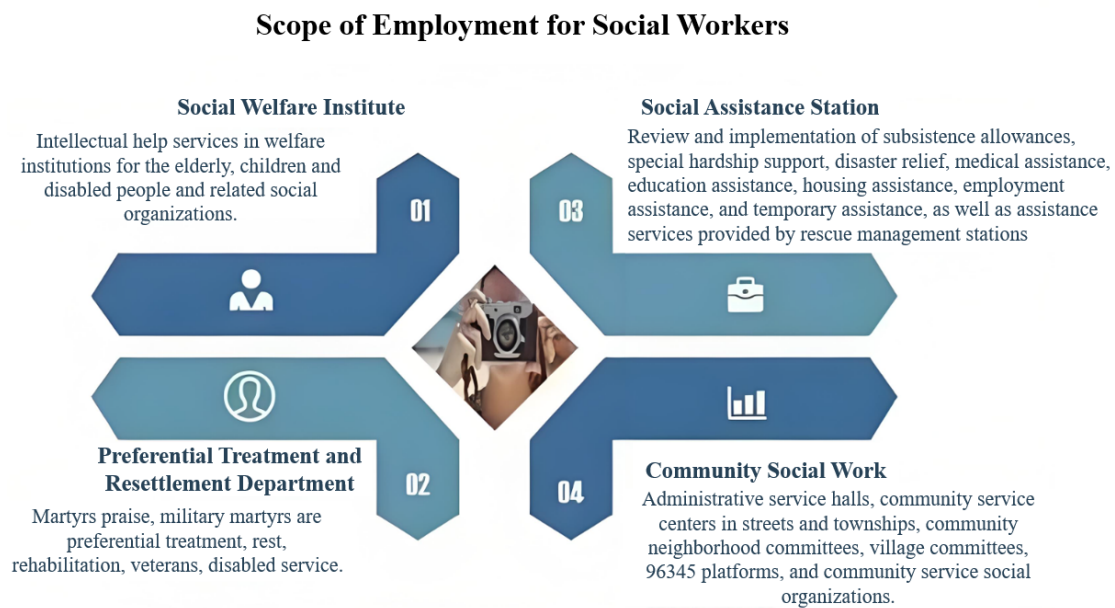 Scope of Employment for Social Workers
Social Welfare Institute
Intellectual help services in welfare
institutions for the elderly, children and
disabled people and related social
organizations.
01
Social Assistance Station
Review and implementation of subsistence allowances,
special hardship support, disaster relief, medical assistance,
education assistance, housing assistance, employment
assistance, and temporary assistance, as well as assistance
services provided by rescue management stations
03
Preferential Treatment and
Resettlement Department
Martyrs praise, military martyrs are
preferential treatment, rest,
rehabilitation, veterans, disabled service.
02
Community Social Work
Administrative service halls, community service
centers in streets and townships, community
neighborhood committees, village committees,
96345 platforms, and community service social
organizations.
04